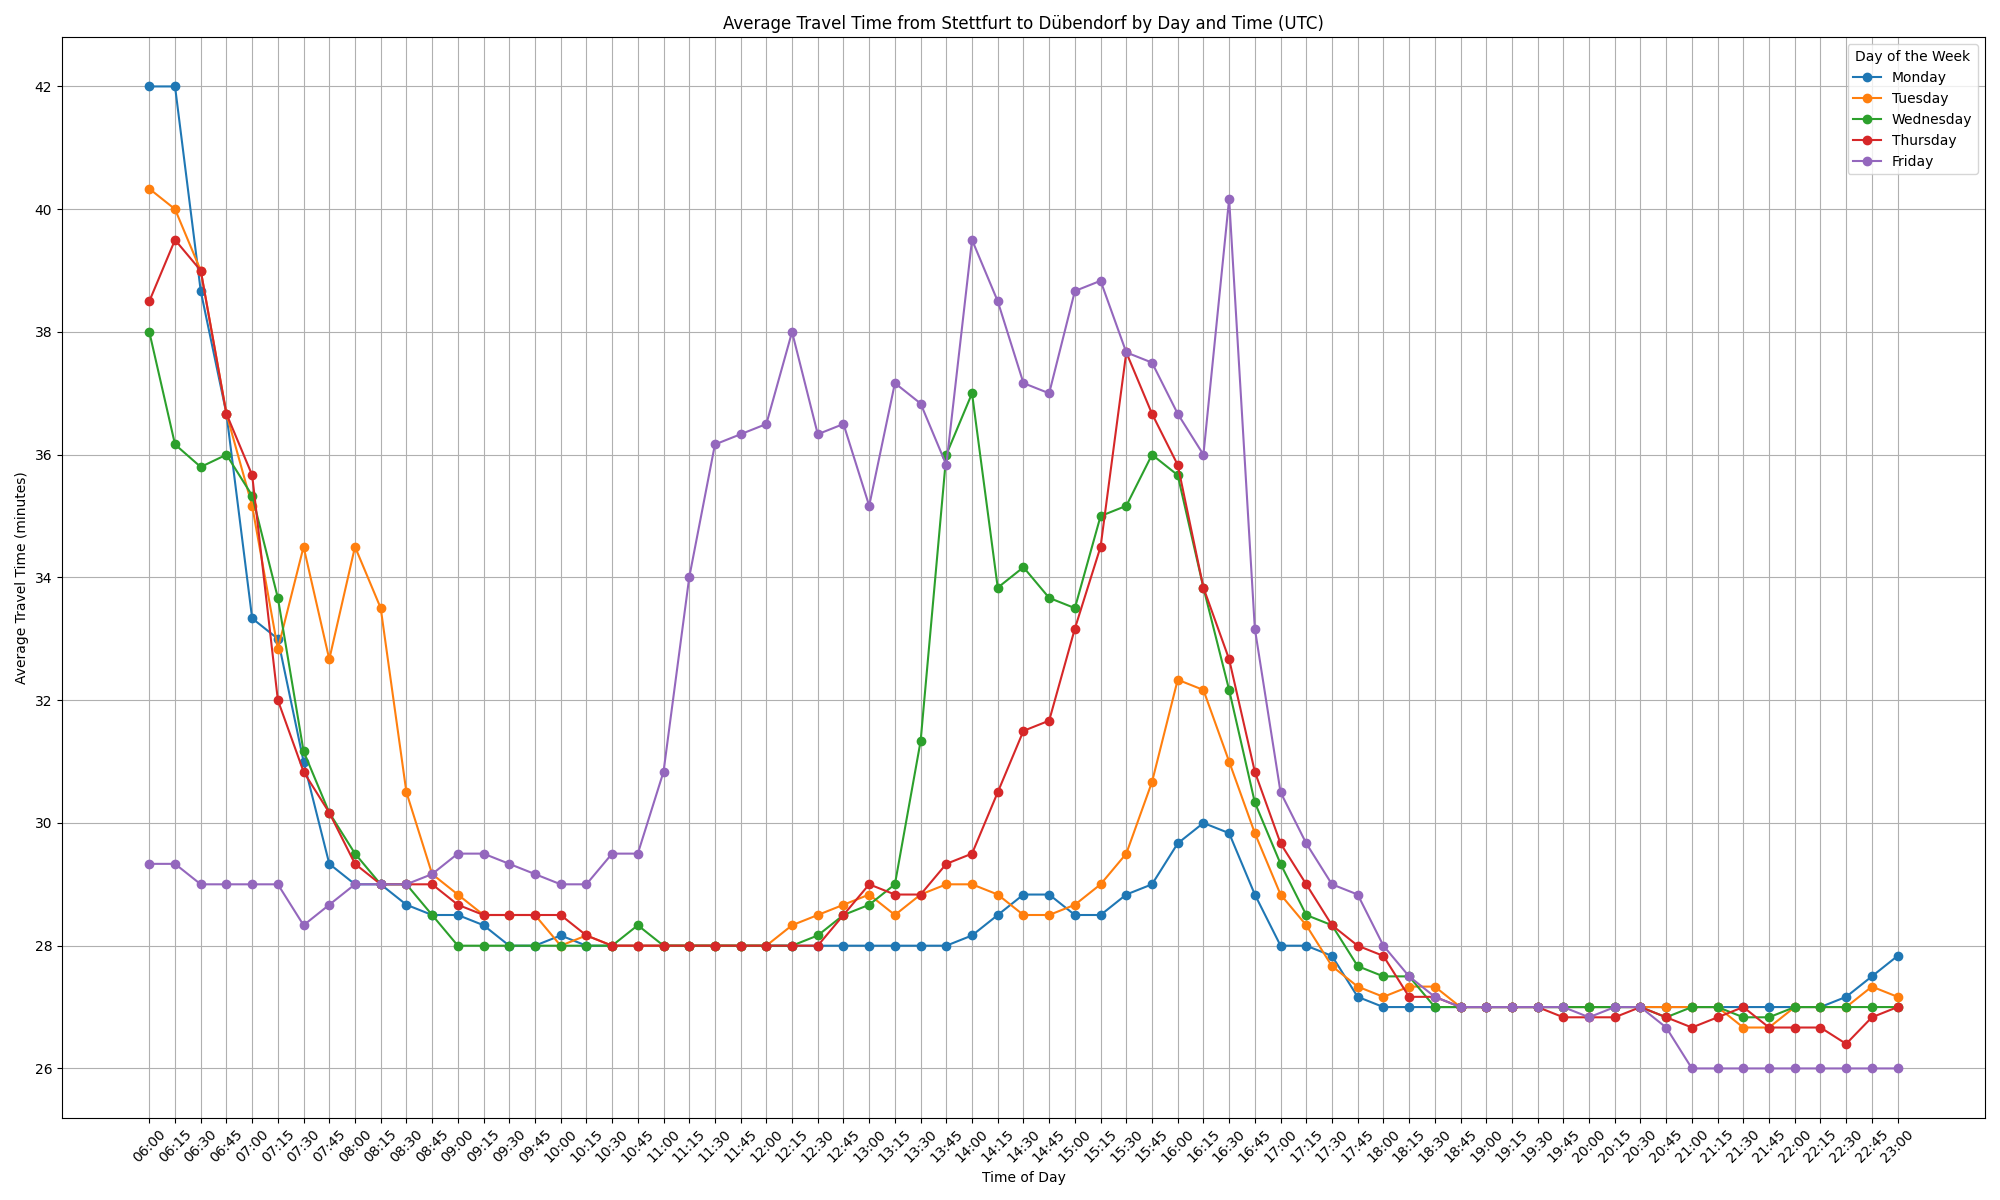 Average Travel Time from Stettfurt to Dübendorf by Day and Time (UTC)
Day of the Week
Monday
Tuesday
Wednesday
Thursday
Friday
Average Travel Time (minutes)
42
40
38
36
34
32
30
28
26
06:00 06:15 06:30 06:45 07:00 07:15 07:30 07:45 08:00 08:15 08:30 08:45 09:00 09:15 09:30 09:45 10:00 10:15 10:30 10:45 11:00 11:15 11:30 11:45 12:00 12:15 12:30 12:45 13:00 13:15 13:30 13:45 14:00 14:15 14:30 14:45 15:00 15:15 15:30 15:45 16:00 16:15 16:30 16:45 17:00 17:15 17:30 17:45 18:00 18:15 18:30 18:45 19:00 19:15 19:30 19:45 20:00 20:15 20:30 20:45 21:00 21:15 21:30 21:45 22:00 22:15 22:30 22:45 23:00
Time of Day